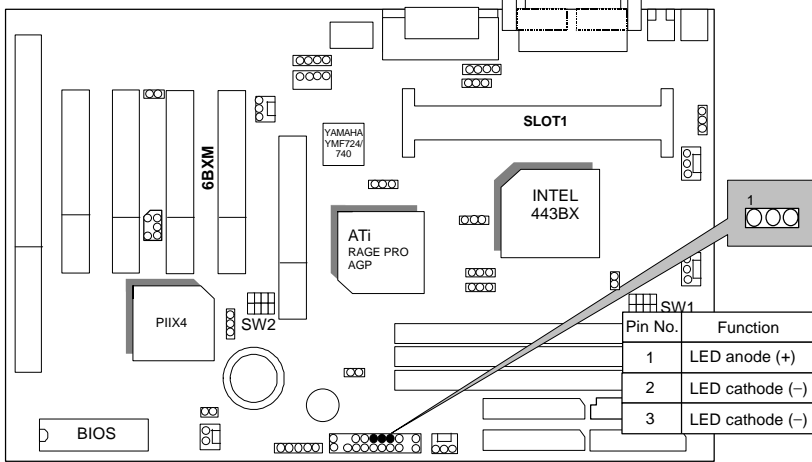 SLOT1
YAMAHA
YMF724/
740
6BXM
INTEL
443BX
1
ATi
RAGE PRO
AGP
PIIX4
SW2
SW1
Pin No. Function
1 LED anode (+)
2 LED cathode (−)
3 LED cathode (−)
BIOS